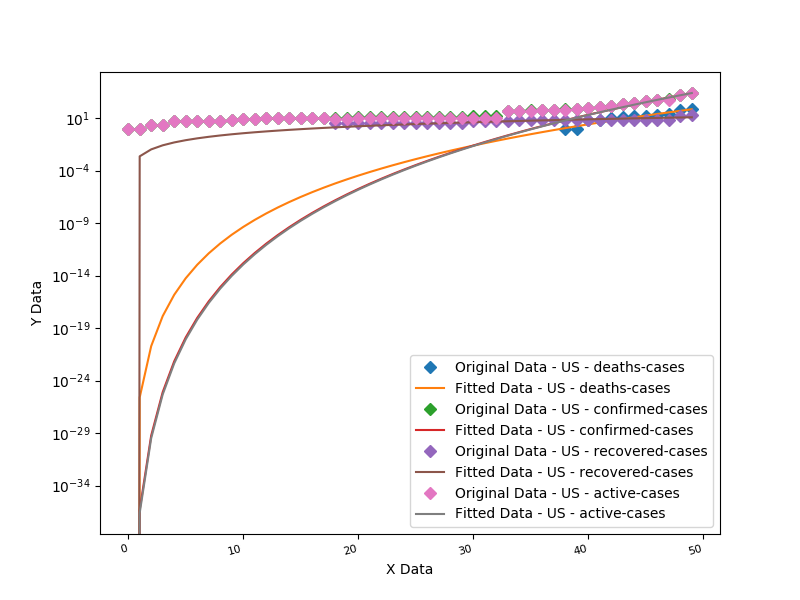 10^1
10^-4
10^-9
10^-14
10^-19
10^-24
10^-29
10^-34
Y Data
0
10
20
30
40
50
X Data
Original Data - US - deaths-cases
Fitted Data - US - deaths-cases
Original Data - US - confirmed-cases
Fitted Data - US - confirmed-cases
Original Data - US - recovered-cases
Fitted Data - US - recovered-cases
Original Data - US - active-cases
Fitted Data - US - active-cases